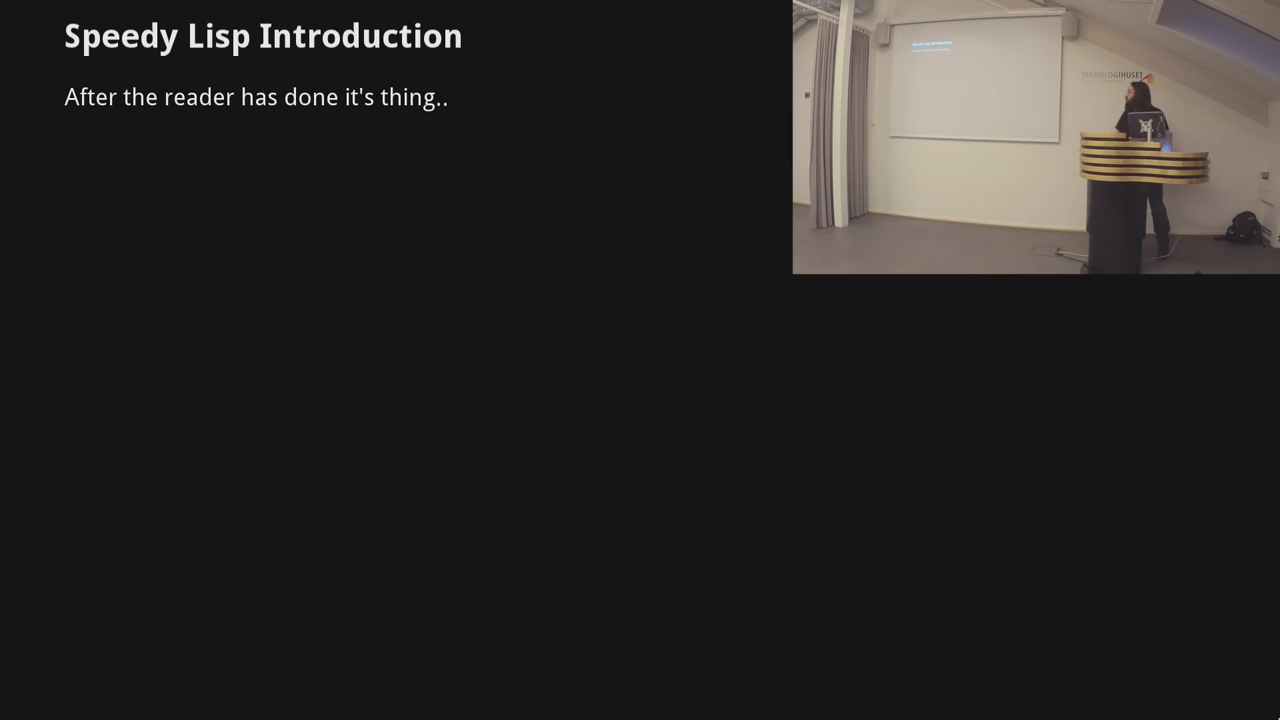 Speedy Lisp Introduction
After the reader has done it's thing..
TEKNOLOGIHUSET